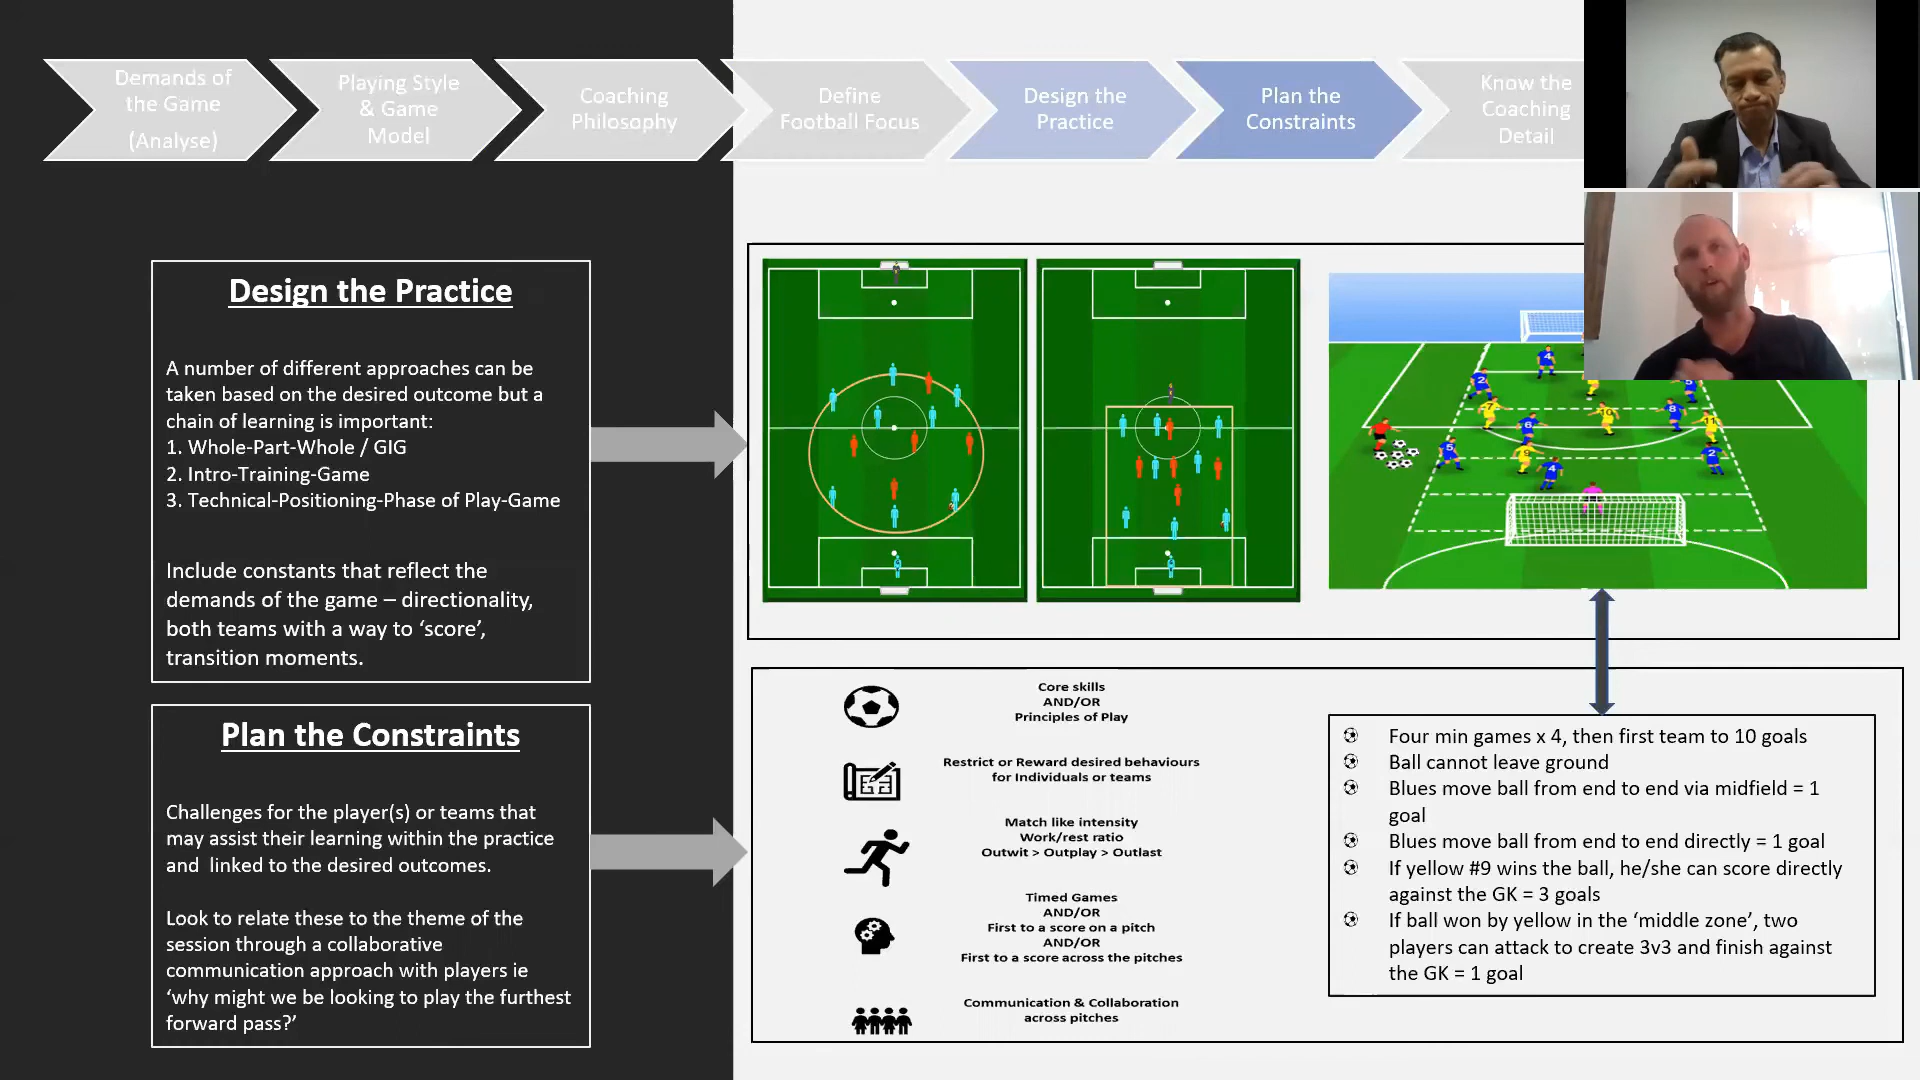 Demands of
the Game
(Analyse)
Playing Style
& Game
Model
Coaching
Philosophy
Define
Football Focus
Design the
Practice
Plan the
Constraints
Know the
Coaching
Detail
Design the Practice
A number of different approaches can be
taken based on the desired outcome but a
chain of learning is important:
1. Whole-Part-Whole / GIG
2. Intro-Training-Game
3. Technical-Positioning-Phase of Play-Game
Include constants that reflect the
demands of the game – directionality,
both teams with a way to ‘score’,
transition moments.
Plan the Constraints
Challenges for the player(s) or teams that
may assist their learning within the practice
and linked to the desired outcomes.
Look to relate these to the theme of the
session through a collaborative
communication approach with players ie
‘why might we be looking to play the furthest
forward pass?’
4
2
5
7
10
8
11
6
5
9
4
2
Core skills
AND/OR
Principles of Play
Restrict or Reward desired behaviours
for Individuals or teams
Match like intensity
Work/rest ratio
Outwit > Outplay > Outlast
Timed Games
AND/OR
First to a score on a pitch
AND/OR
First to a score across the pitches
Communication & Collaboration
across pitches
Four min games x 4, then first team to 10 goals
Ball cannot leave ground
Blues move ball from end to end via midfield = 1
goal
Blues move ball from end to end directly = 1 goal
If yellow #9 wins the ball, he/she can score directly
against the GK = 3 goals
If ball won by yellow in the ‘middle zone’, two
players can attack to create 3v3 and finish against
the GK = 1 goal